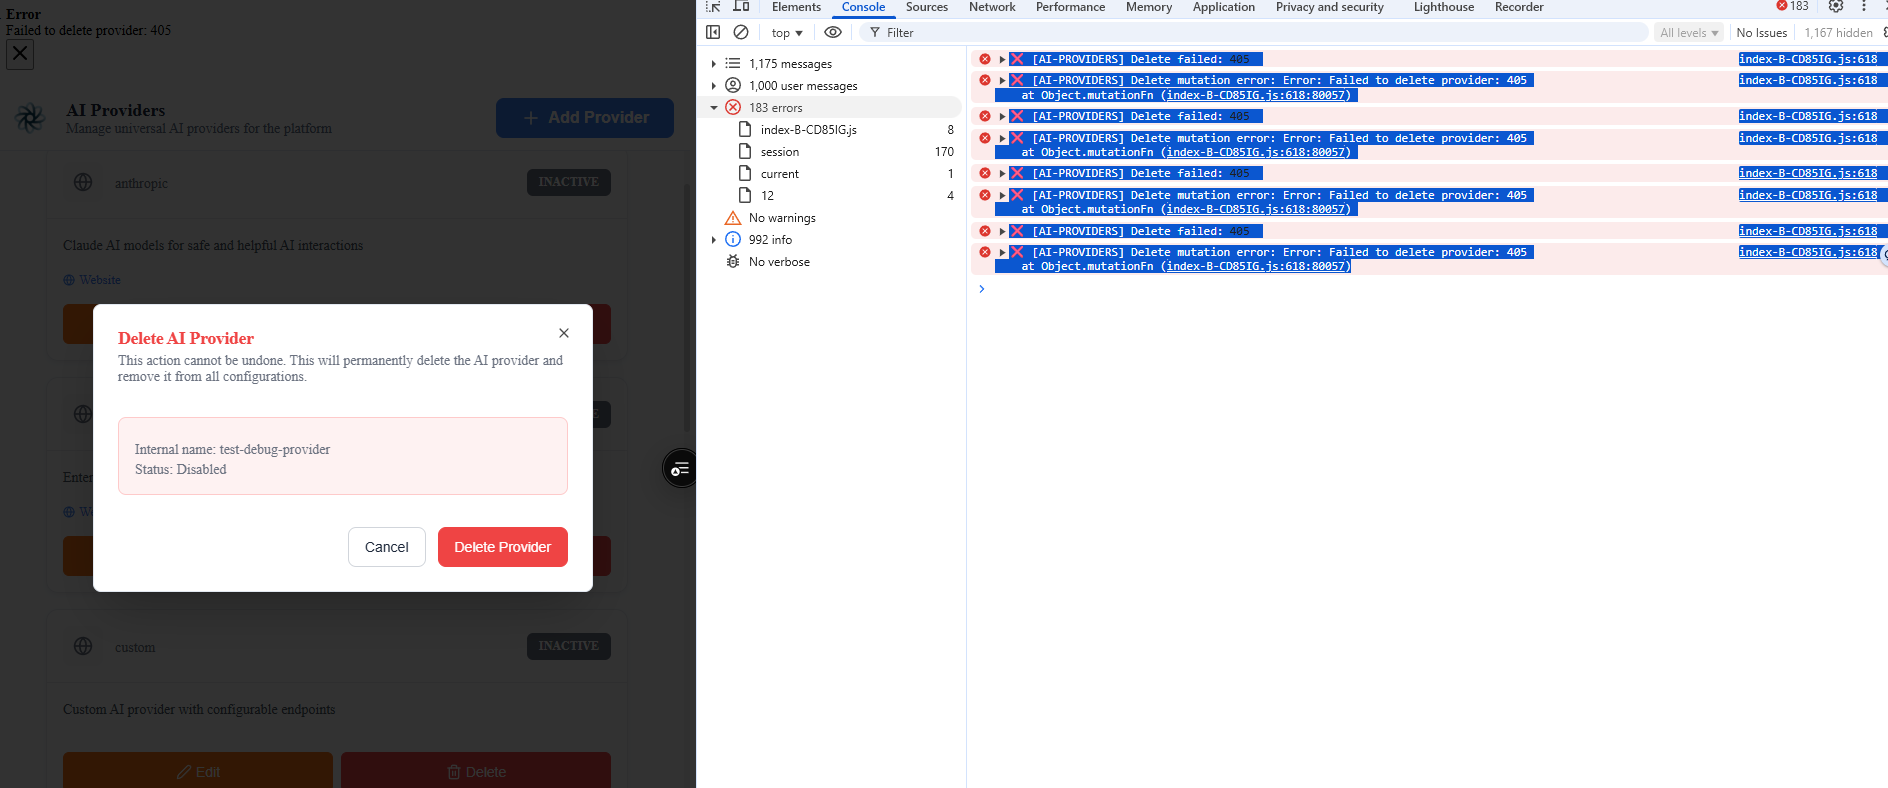 Error
Failed to delete provider: 405
AI Providers
Manage universal AI providers for the platform
Add Provider
anthropic
INACTIVE
Claude AI models for safe and helpful AI interactions
Website
Delete AI Provider
This action cannot be undone. This will permanently delete the AI provider and
remove it from all configurations.
Internal name: test-debug-provider
Status: Disabled
Cancel
Delete Provider
custom
INACTIVE
Custom AI provider with configurable endpoints
Edit
Delete
Elements
Console
Sources
Network
Performance
Memory
Application
Privacy and security
Lighthouse
Recorder
183
top
Filter
All levels
No Issues
1,167 hidden
1,175 messages
1,000 user messages
183 errors
index-B-CD85IG.js 8
session 170
current 1
12 4
No warnings
992 info
No verbose
❌ [AI-PROVIDERS] Delete failed: 405 index-B-CD85IG.js:618
❌ [AI-PROVIDERS] Delete mutation error: Error: Failed to delete provider: 405 index-B-CD85IG.js:618
at Object.mutationFn (index-B-CD85IG.js:618:80057)
❌ [AI-PROVIDERS] Delete failed: 405 index-B-CD85IG.js:618
❌ [AI-PROVIDERS] Delete mutation error: Error: Failed to delete provider: 405 index-B-CD85IG.js:618
at Object.mutationFn (index-B-CD85IG.js:618:80057)
❌ [AI-PROVIDERS] Delete failed: 405 index-B-CD85IG.js:618
❌ [AI-PROVIDERS] Delete mutation error: Error: Failed to delete provider: 405 index-B-CD85IG.js:618
at Object.mutationFn (index-B-CD85IG.js:618:80057)
❌ [AI-PROVIDERS] Delete failed: 405 index-B-CD85IG.js:618
❌ [AI-PROVIDERS] Delete mutation error: Error: Failed to delete provider: 405 index-B-CD85IG.js:618
at Object.mutationFn (index-B-CD85IG.js:618:80057)